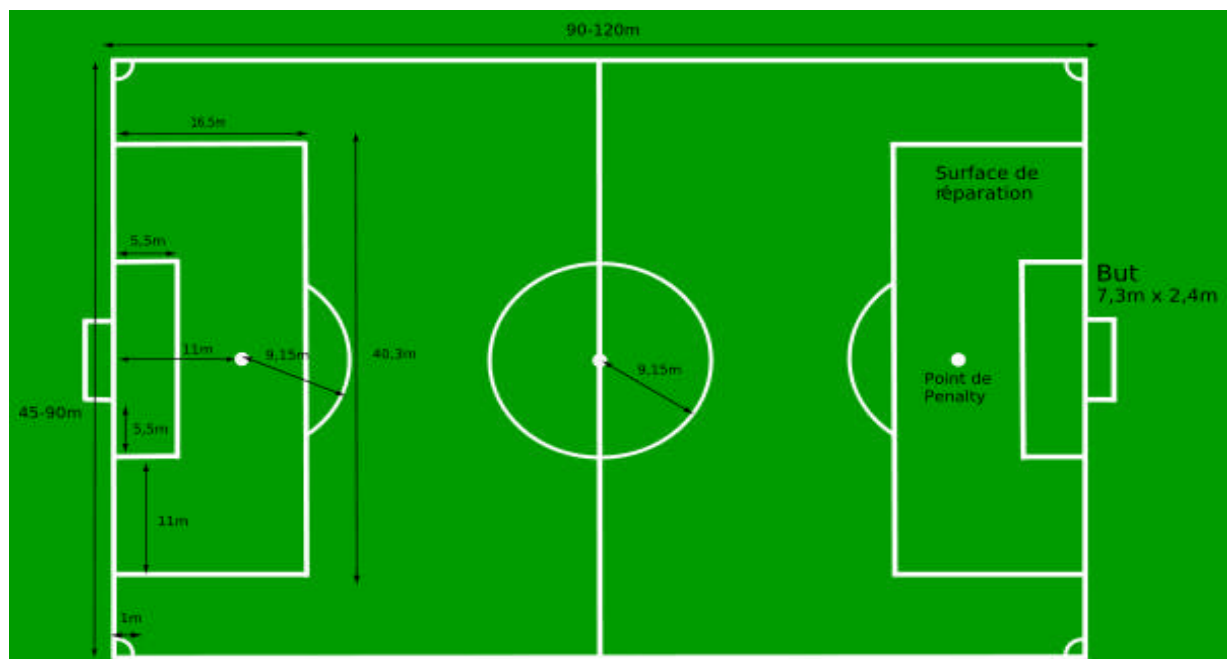 90-120m
16,5m
Surface de
réparation
5,5m
But
7,3m x 2,4m
11m
9,15m
40,3m
9,15m
Point de
Penalty
45-90m
5,5m
11m
1m